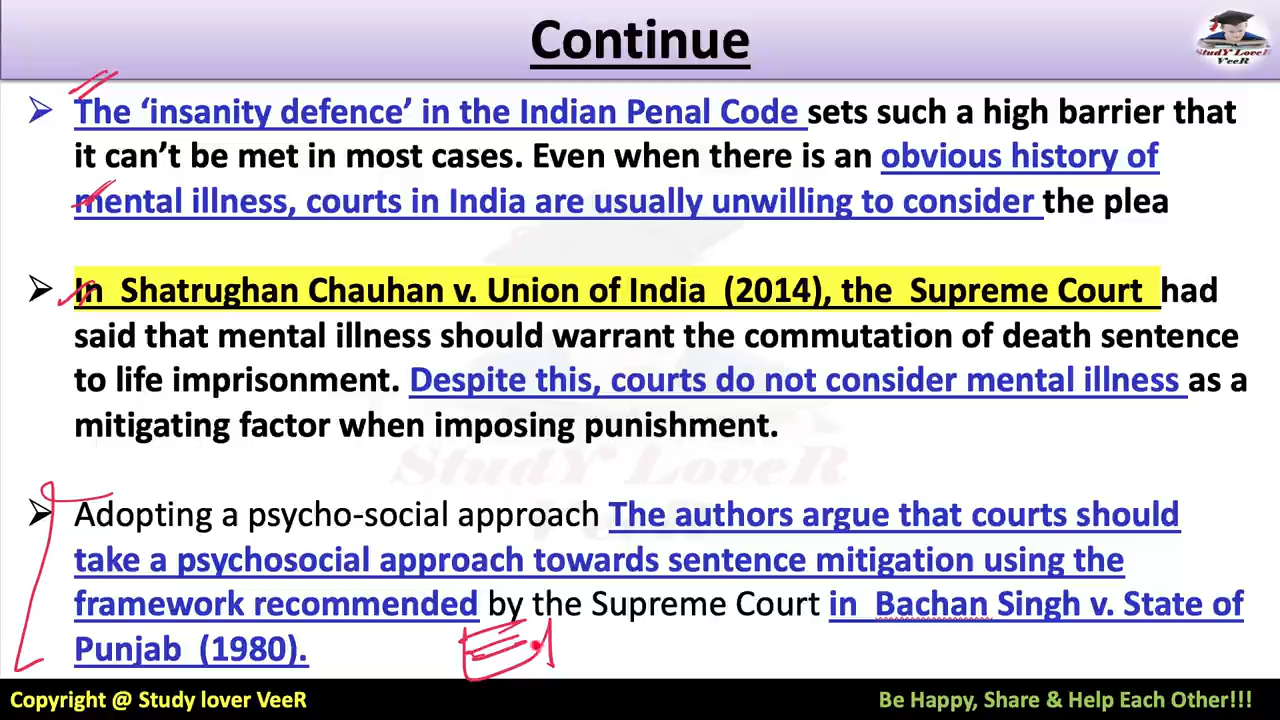 Continue
StudY LoveR
VeeR
➢ The ‘insanity defence’ in the Indian Penal Code sets such a high barrier that
it can’t be met in most cases. Even when there is an obvious history of
mental illness, courts in India are usually unwilling to consider the plea
➢ In Shatrughan Chauhan v. Union of India (2014), the Supreme Court had
said that mental illness should warrant the commutation of death sentence
to life imprisonment. Despite this, courts do not consider mental illness as a
mitigating factor when imposing punishment.
StudY LoveR
VeeR
➢ Adopting a psycho-social approach The authors argue that courts should
take a psychosocial approach towards sentence mitigation using the
framework recommended by the Supreme Court in Bachan Singh v. State of
Punjab (1980).
Copyright @ Study lover VeeR
Be Happy, Share & Help Each Other!!!